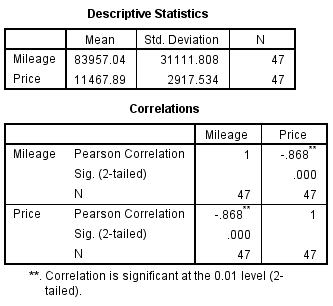 Descriptive Statistics
Mean Std. Deviation N
Mileage 83957.04 31111.808 47
Price 11467.89 2917.534 47
Correlations
Mileage Price
Mileage Pearson Correlation 1 -.868**
Sig. (2-tailed) .000
N 47 47
Price Pearson Correlation -.868** 1
Sig. (2-tailed) .000
N 47 47
**. Correlation is significant at the 0.01 level (2-
tailed).